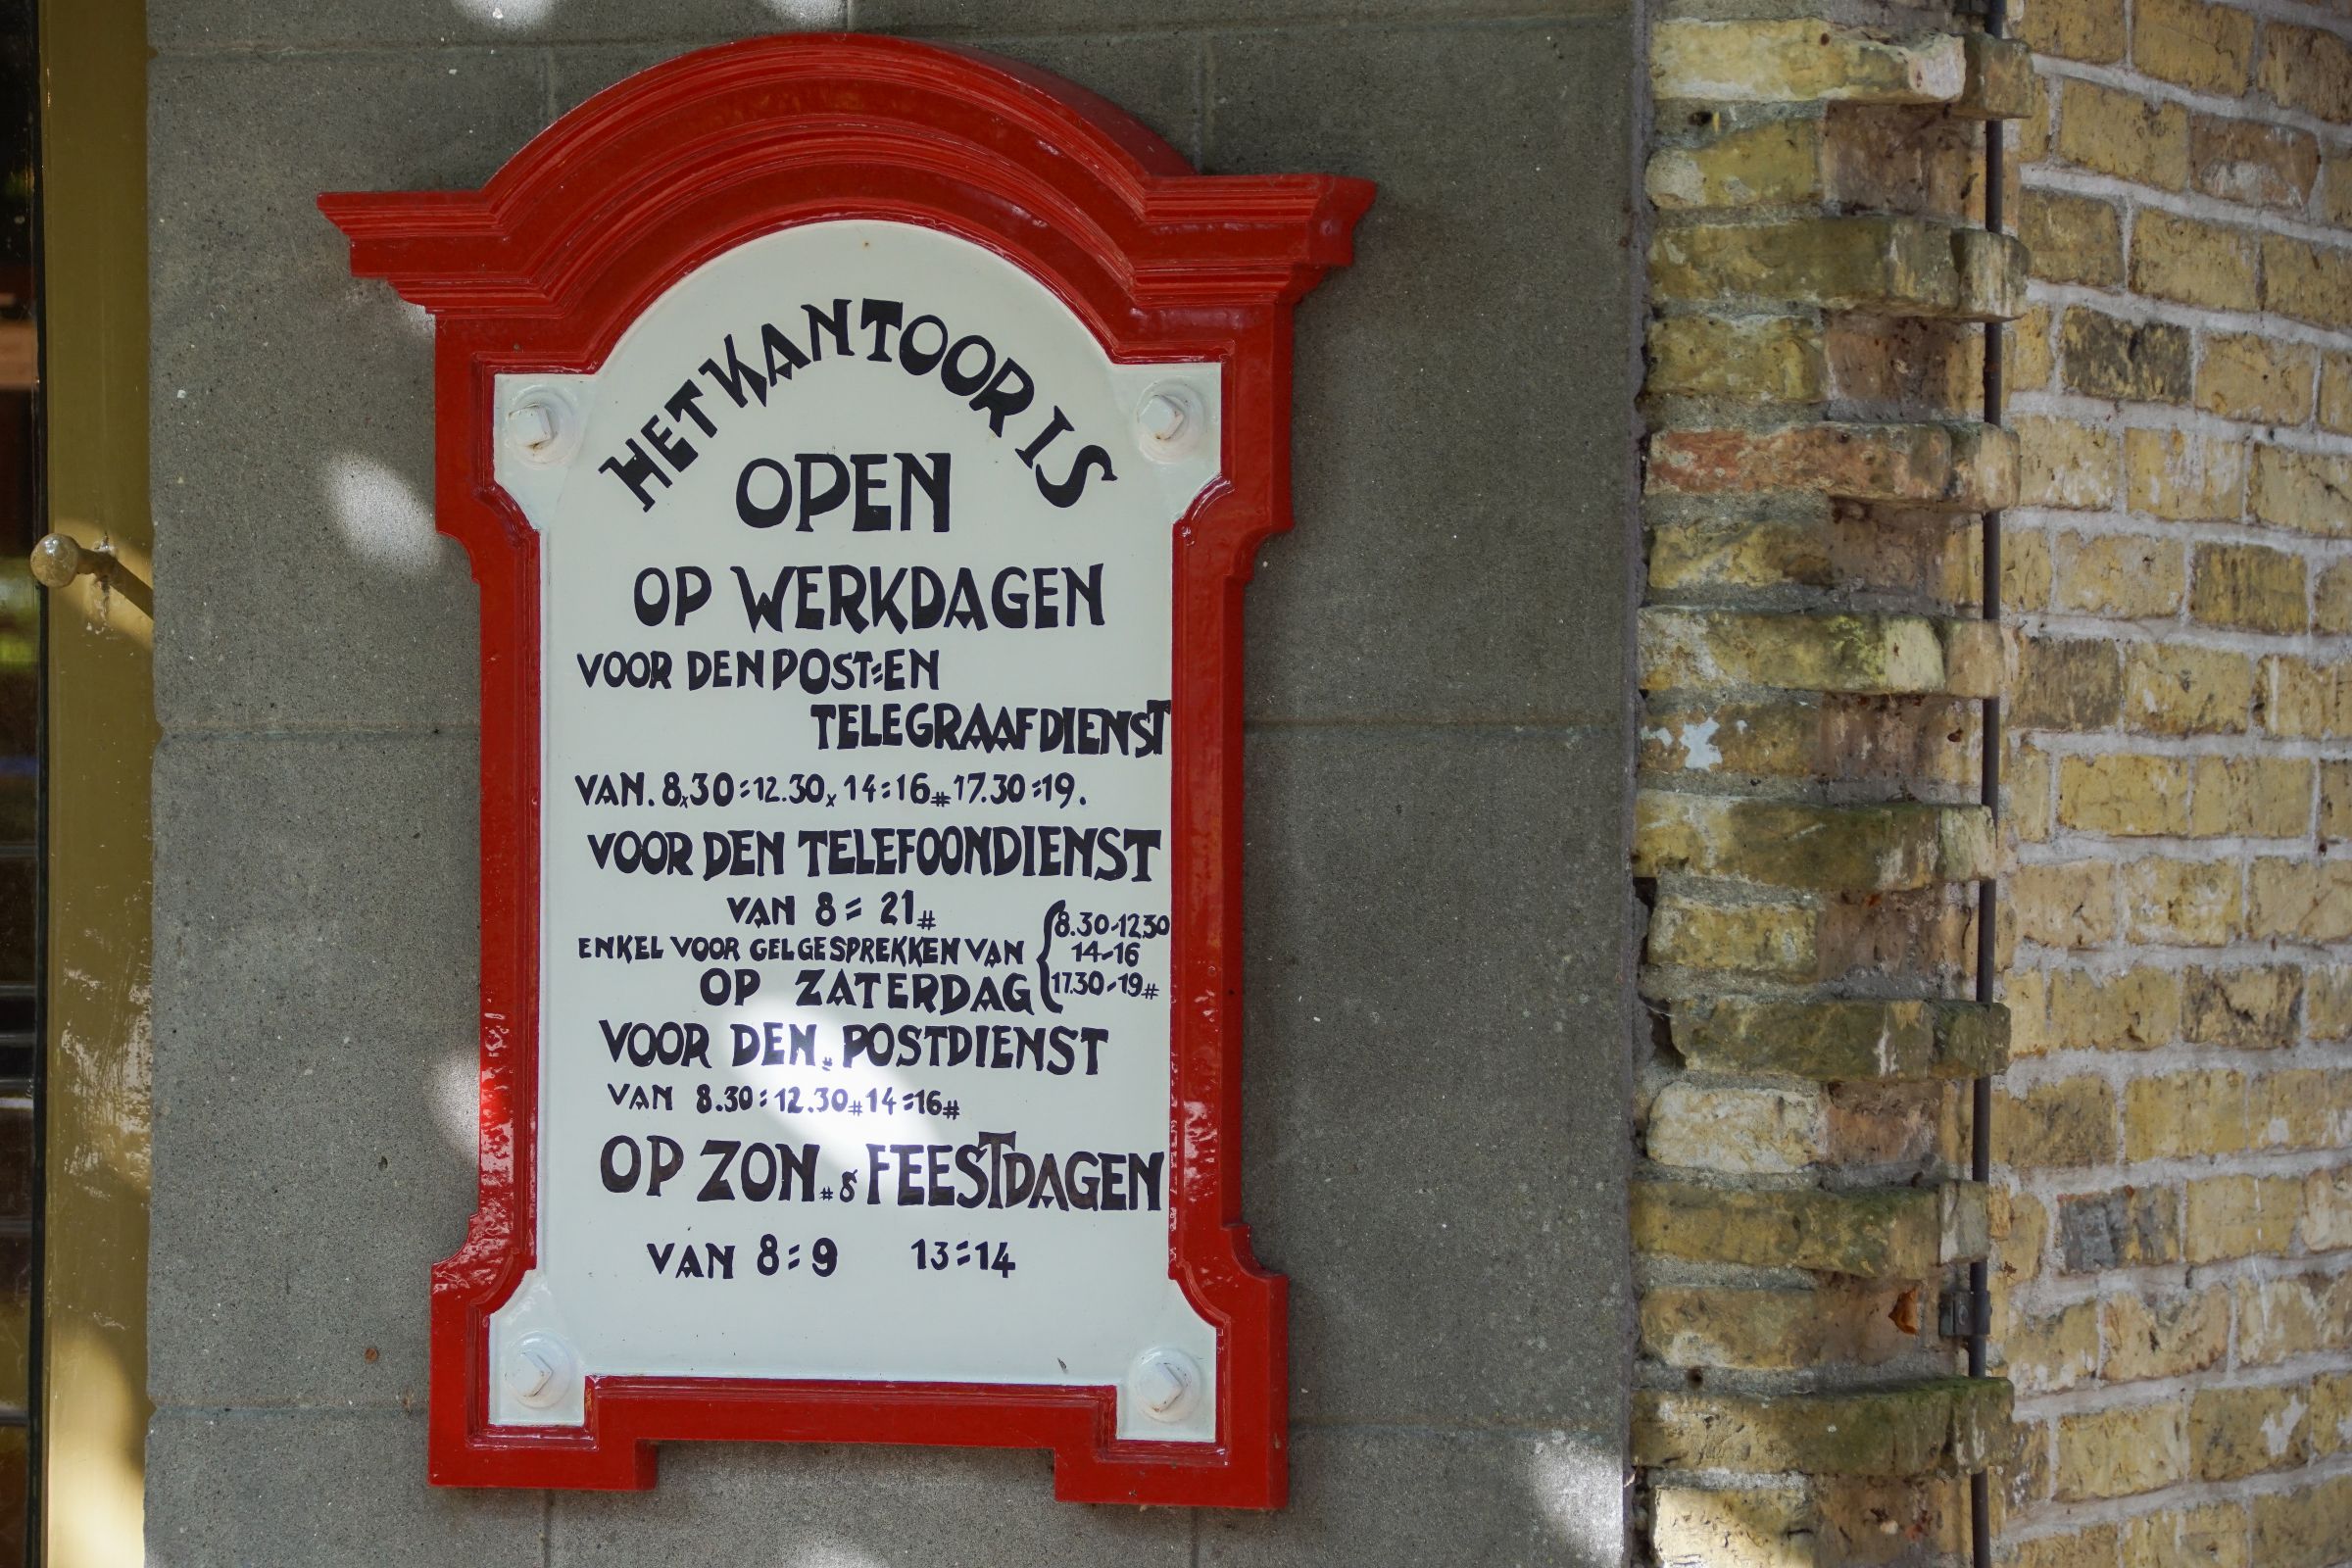 HET KANTOOR IS
OPEN
OP WERKDAGEN
VOOR DEN POST=EN
TELEGRAAFDIENST
VAN. 8x30=12.30x 14=16# 17.30=19.
VOOR DEN TELEFOONDIENST
VAN 8= 21#
ENKEL VOOR GELGESPREKKEN VAN { 8.30-12.30
14-16
17.30-19#
OP ZATERDAG
VOOR DEN POSTDIENST
VAN 8.30=12.30# 14=16#
OP ZON # & FEESTDAGEN
VAN 8=9 13=14